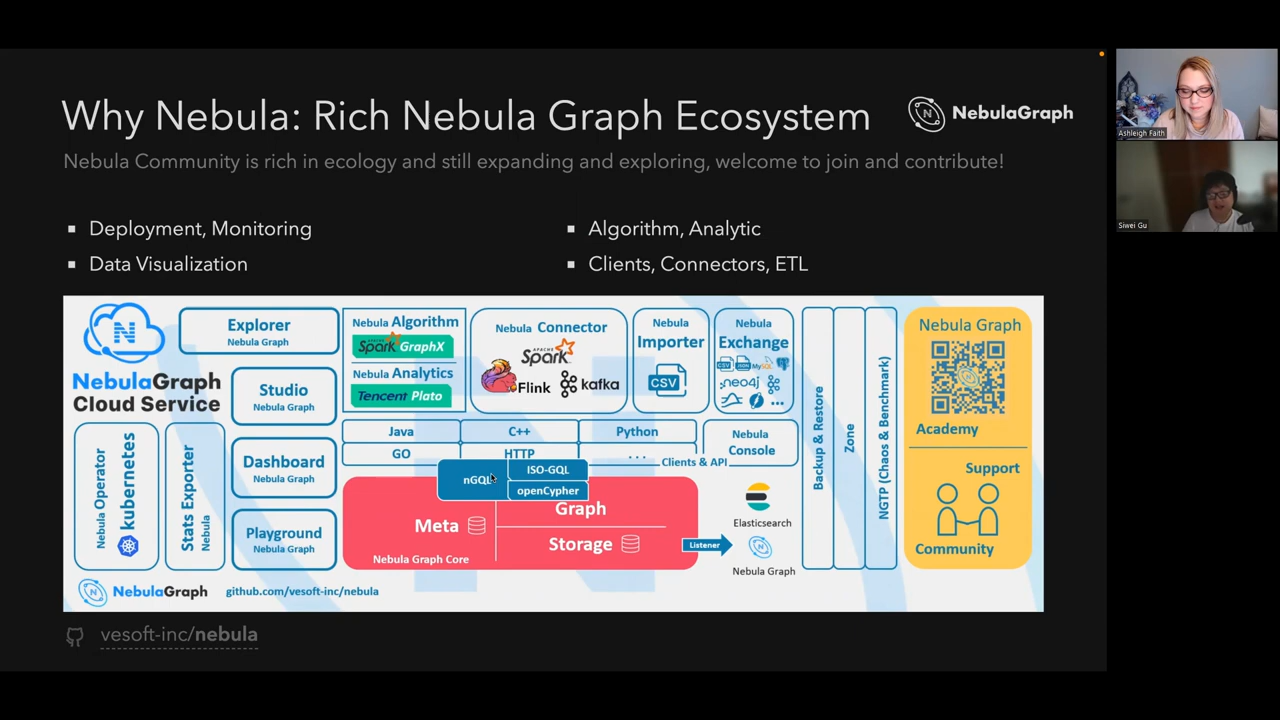 Why Nebula: Rich Nebula Graph Ecosystem
NebulaGraph
Nebula Community is rich in ecology and still expanding and exploring, welcome to join and contribute!
Deployment, Monitoring
Data Visualization
Algorithm, Analytic
Clients, Connectors, ETL
NebulaGraph
Cloud Service
Explorer
Nebula Graph
Studio
Nebula Graph
Dashboard
Nebula Graph
Playground
Nebula Graph
Nebula Operator
kubernetes
Stats Exporter
Nebula
Nebula Algorithm
APACHE Spark GraphX
Nebula Analytics
Tencent Plato
Nebula Connector
APACHE Spark
Flink
kafka
Nebula
Importer
CSV
Nebula
Exchange
CSV
JSON
MySQL
neo4j
...
Java
C++
Python
GO
HTTP
...
Clients & API
Nebula
Console
nGQL
ISO-GQL
openCypher
Meta
Graph
Storage
Nebula Graph Core
Listener
Elasticsearch
Nebula Graph
Backup & Restore
Zone
NGTP (Chaos & Benchmark)
Nebula Graph
Academy
Support
Community
NebulaGraph
github.com/vesoft-inc/nebula
vesoft-inc/nebula
Ashleigh Faith
Siwei Gu